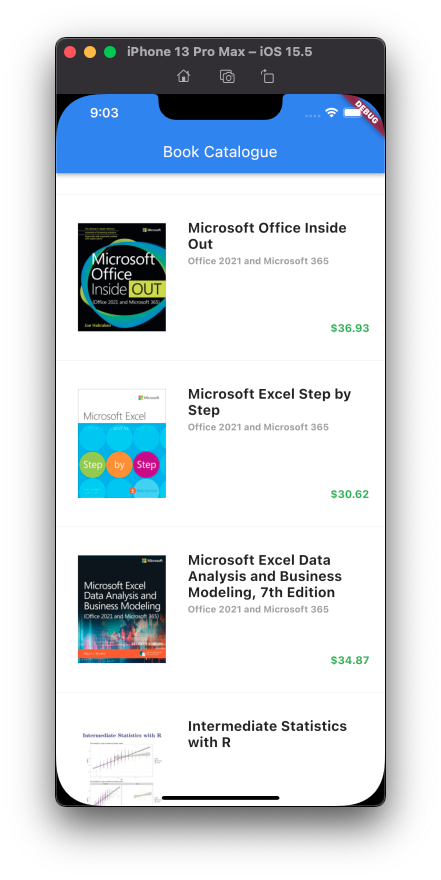 iPhone 13 Pro Max – iOS 15.5
9:03
DEBUG
Book Catalogue
Microsoft
Microsoft
Office
Inside OUT
(Office 2021 and Microsoft 365)
Joe Habraken
Microsoft Office Inside
Out
Office 2021 and Microsoft 365
$36.93
Microsoft
Microsoft Excel
Step by Step
Microsoft Excel Step by
Step
Office 2021 and Microsoft 365
$30.62
Microsoft
Microsoft Excel
Data Analysis and
Business Modeling
(Office 2021 and Microsoft 365)
Microsoft Excel Data
Analysis and Business
Modeling, 7th Edition
Office 2021 and Microsoft 365
$34.87
Intermediate Statistics with R
Intermediate Statistics
with R